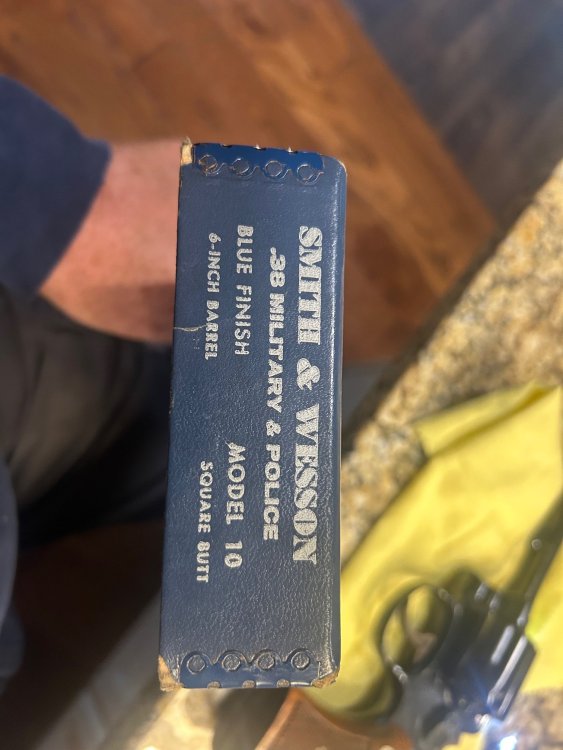 SMITH & WESSON
.38 MILITARY & POLICE
BLUE FINISH MODEL 10
6-INCH BARREL SQUARE BUTT